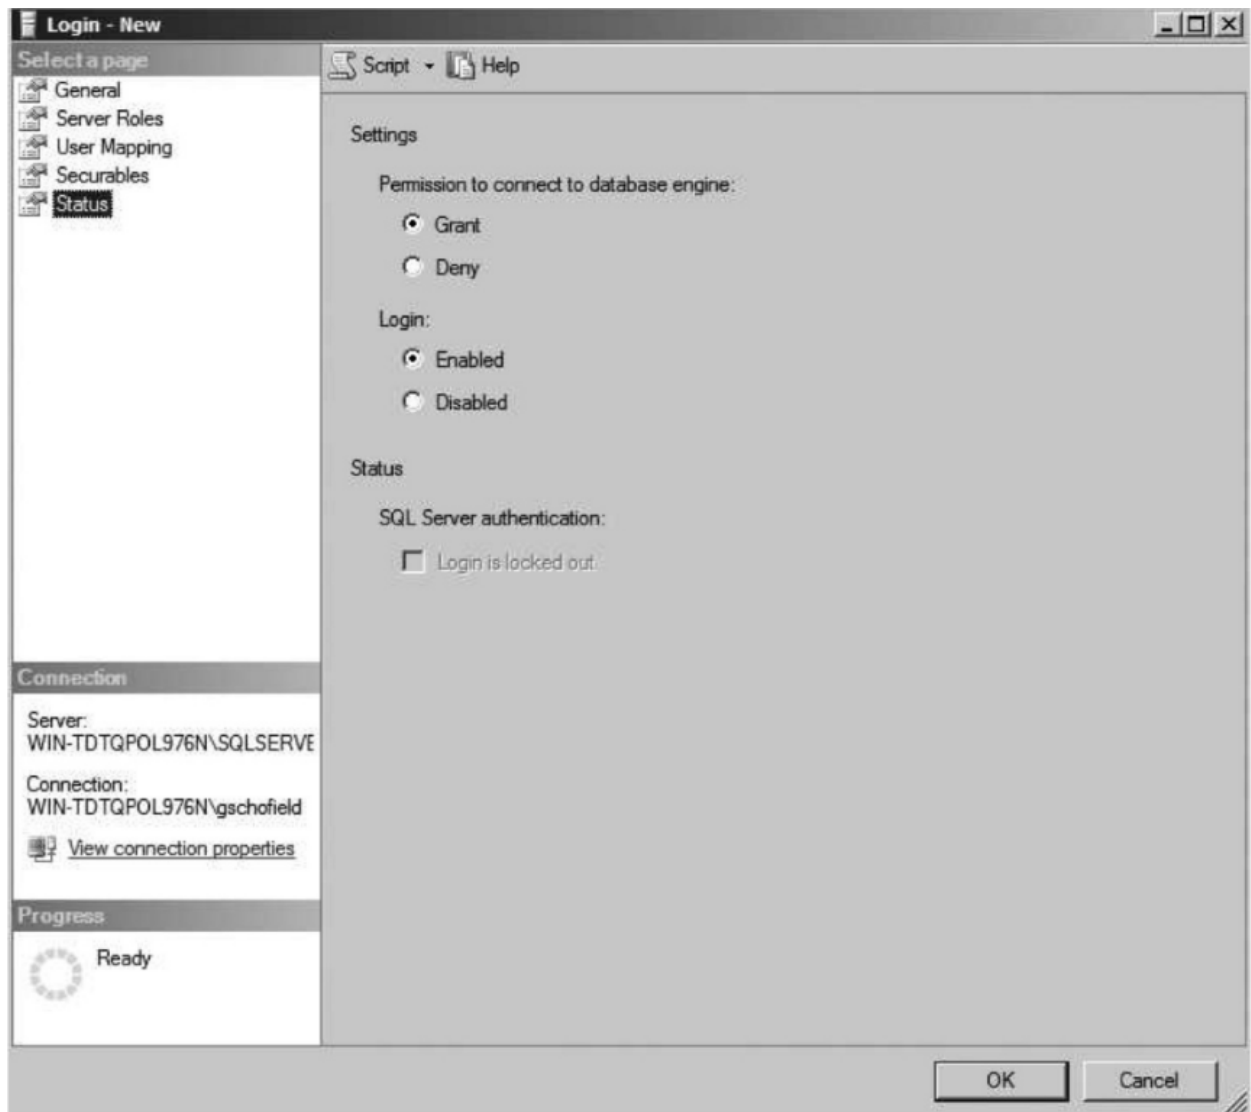 Login - New
Select a page
General
Server Roles
User Mapping
Securables
Status
Script
Help
Settings
Permission to connect to database engine:
Grant
Deny
Login:
Enabled
Disabled
Status
SQL Server authentication:
Login is locked out
Connection
Server:
WIN-TDTQPOL976N\SQLSERVE
Connection:
WIN-TDTQPOL976N\gschofield
View connection properties
Progress
Ready
OK
Cancel